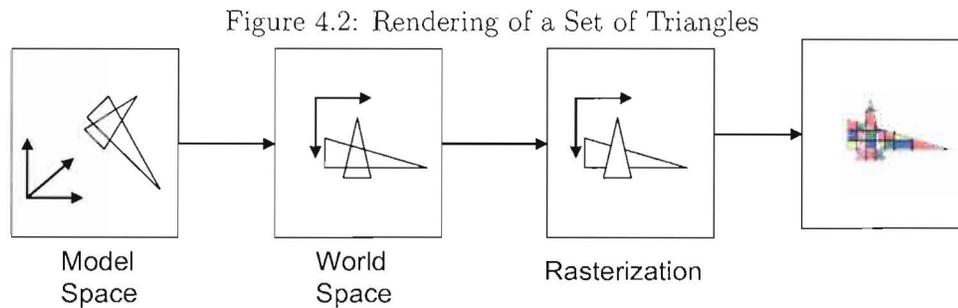 Figure 4.2: Rendering of a Set of Triangles
Model
Space
World
Space
Rasterization